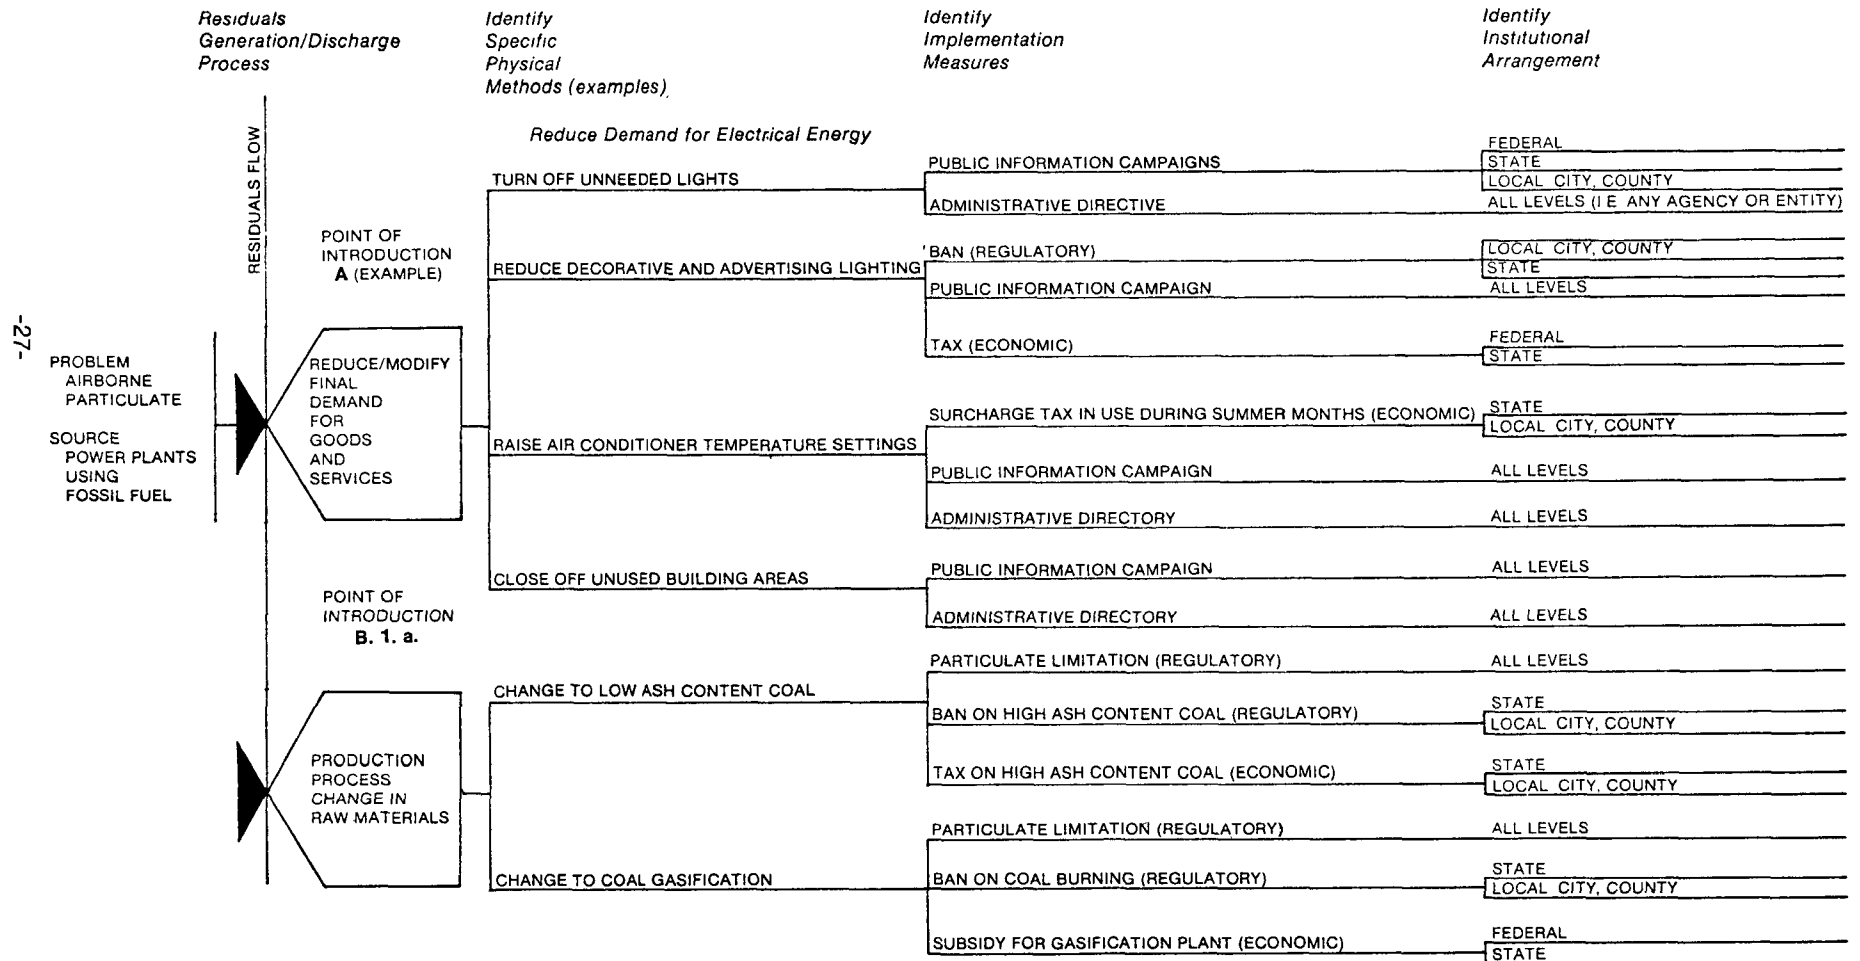 Residuals
Generation/Discharge
Process
Identify
Specific
Physical
Methods (examples)
Identify
Implementation
Measures
Identify
Institutional
Arrangement
Reduce Demand for Electrical Energy
RESIDUALS FLOW
-27-
PROBLEM
AIRBORNE
PARTICULATE
SOURCE
POWER PLANTS
USING
FOSSIL FUEL
POINT OF
INTRODUCTION
A (EXAMPLE)
REDUCE/MODIFY
FINAL
DEMAND
FOR
GOODS
AND
SERVICES
TURN OFF UNNEEDED LIGHTS
PUBLIC INFORMATION CAMPAIGNS
FEDERAL
STATE
LOCAL CITY, COUNTY
ADMINISTRATIVE DIRECTIVE
ALL LEVELS (I E ANY AGENCY OR ENTITY)
REDUCE DECORATIVE AND ADVERTISING LIGHTING
BAN (REGULATORY)
LOCAL CITY, COUNTY
STATE
PUBLIC INFORMATION CAMPAIGN
ALL LEVELS
TAX (ECONOMIC)
FEDERAL
STATE
RAISE AIR CONDITIONER TEMPERATURE SETTINGS
SURCHARGE TAX IN USE DURING SUMMER MONTHS (ECONOMIC)
STATE
LOCAL CITY, COUNTY
PUBLIC INFORMATION CAMPAIGN
ALL LEVELS
ADMINISTRATIVE DIRECTORY
ALL LEVELS
CLOSE OFF UNUSED BUILDING AREAS
PUBLIC INFORMATION CAMPAIGN
ALL LEVELS
ADMINISTRATIVE DIRECTORY
ALL LEVELS
POINT OF
INTRODUCTION
B. 1. a.
PRODUCTION
PROCESS
CHANGE IN
RAW MATERIALS
CHANGE TO LOW ASH CONTENT COAL
PARTICULATE LIMITATION (REGULATORY)
ALL LEVELS
BAN ON HIGH ASH CONTENT COAL (REGULATORY)
STATE
LOCAL CITY, COUNTY
TAX ON HIGH ASH CONTENT COAL (ECONOMIC)
STATE
LOCAL CITY, COUNTY
CHANGE TO COAL GASIFICATION
PARTICULATE LIMITATION (REGULATORY)
ALL LEVELS
BAN ON COAL BURNING (REGULATORY)
STATE
LOCAL CITY, COUNTY
SUBSIDY FOR GASIFICATION PLANT (ECONOMIC)
FEDERAL
STATE